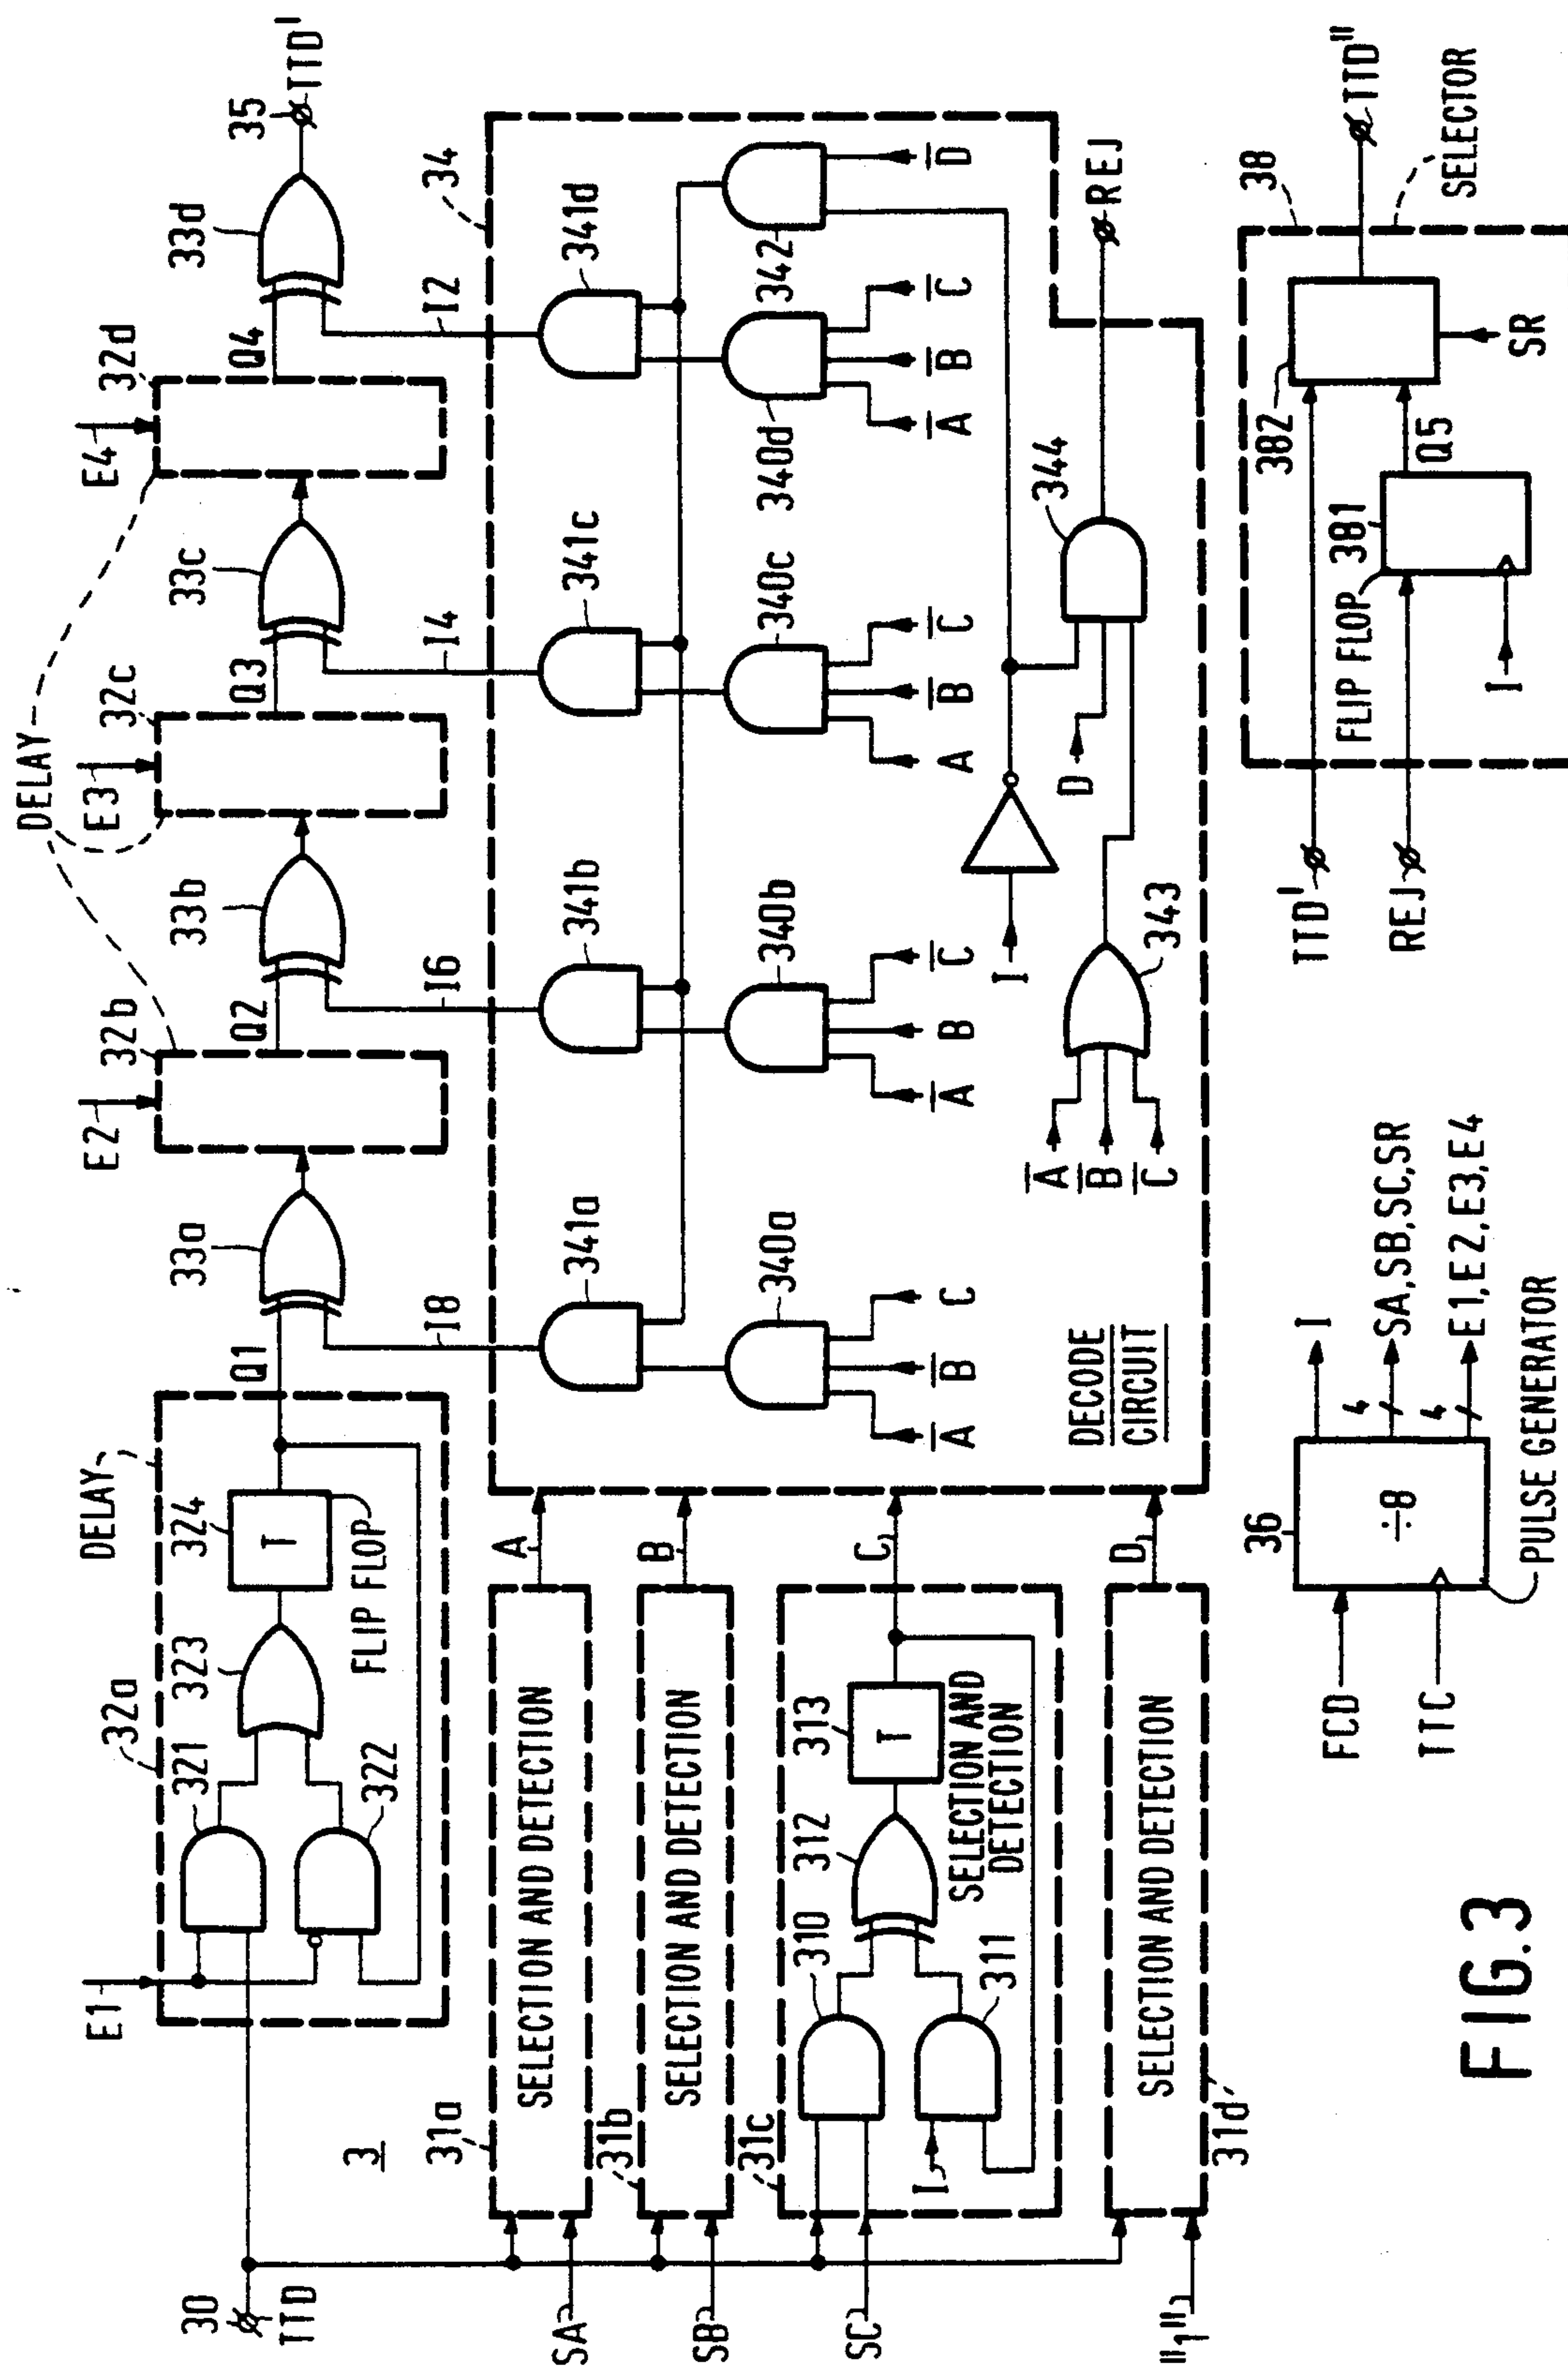 30
TTD
E1
32a
DELAY
321
322
323
324
T
FLIP FLOP
Q1
33a
E2
32b
Q2
33b
DELAY
E3
32c
Q3
33c
E4
32d
Q4
33d
35
TTD'
3
SA
31a
SELECTION AND DETECTION
A
SB
31b
SELECTION AND DETECTION
B
SC
31c
310
311
I
312
313
T
SELECTION AND
DETECTION
C
"1"
31d
SELECTION AND DETECTION
D
34
I8
I6
I4
I2
341a
341b
341c
341d
340a
340b
340c
340d
342
A̅ B̅ C
A̅ B C̅
A B̅ C̅
A̅ B̅ C̅
D̅
I
D
344
REJ
A̅
B̅
C̅
343
DECODE
CIRCUIT
FCD
TTC
36
÷8
PULSE GENERATOR
I
4
SA,SB,SC,SR
4
E1,E2,E3,E4
TTD'
REJ
FLIP FLOP
381
I
Q5
382
SR
38
SELECTOR
TTD"
FIG.3